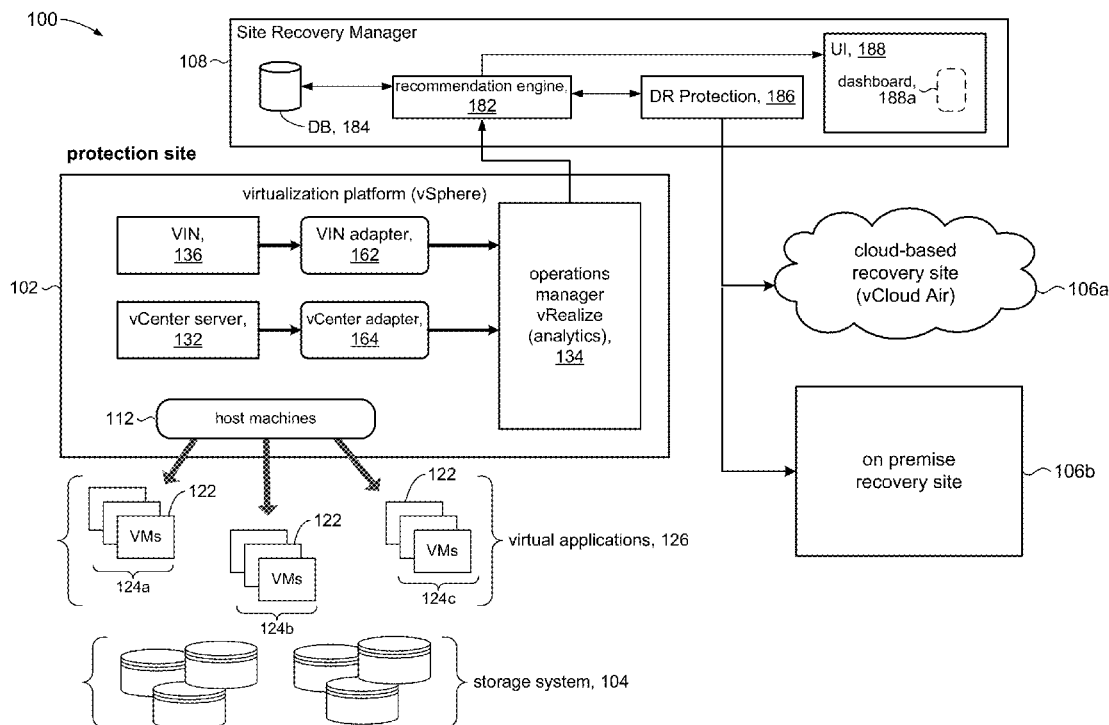 100
Site Recovery Manager
108
DB, 184
recommendation engine,
182
DR Protection, 186
UI, 188
dashboard,
188a
protection site
virtualization platform (vSphere)
102
VIN,
136
VIN adapter,
162
vCenter server,
132
vCenter adapter,
164
operations
manager
vRealize
(analytics),
134
112
host machines
cloud-based
recovery site
(vCloud Air)
106a
on premise
recovery site
106b
122
VMs
124a
122
VMs
124b
122
VMs
124c
virtual applications, 126
storage system, 104